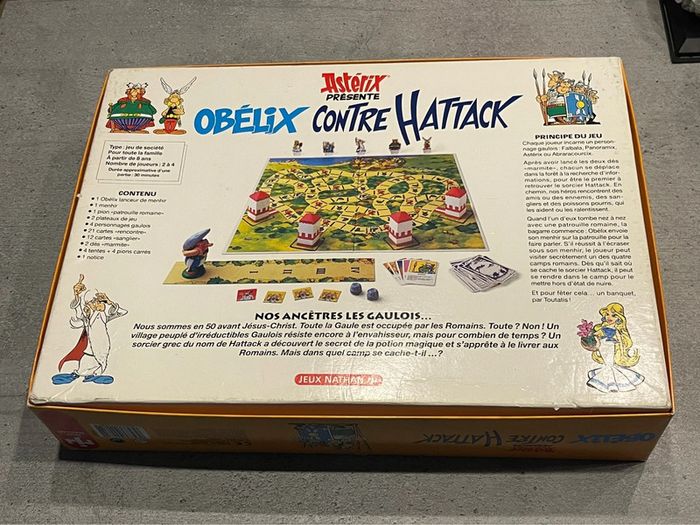 Astérix
PRÉSENTE
OBÉLIX CONTRE HATTACK
Type : jeu de société
Pour toute la famille
À partir de 8 ans
Nombre de joueurs : 2 à 4
Durée approximative d'une
partie : 30 minutes
CONTENU
• 1 Obélix lanceur de menhir
• 1 menhir
• 1 pion «patrouille romaine»
• 2 plateaux de jeu
• 4 personnages gaulois
• 21 cartes «rencontre»
• 12 cartes «sanglier»
• 2 dés «marmite»
• 4 tentes + 4 pions carrés
• 1 notice
PRINCIPE DU JEU
Chaque joueur incarne un person-
nage gaulois : Falbala, Panoramix,
Astérix ou Abraracourcix.
Après avoir lancé les deux dés
«marmite», chacun se déplace
dans la forêt à la recherche d'infor-
mations, pour être le premier à
retrouver le sorcier Hattack. En
chemin, nos héros rencontrent des
amis ou des ennemis, des san-
gliers et des poissons pourris, qui
les aident ou les ralentissent.
Quand l'un d'eux tombe nez à nez
avec une patrouille romaine, la
bagarre commence : Obélix envoie
son menhir sur la patrouille pour la
faire parler. S'il réussit à l'écraser
sous son menhir, le joueur peut
visiter secrètement un des quatre
camps romains. Dès qu'il sait où
se cache le sorcier Hattack, il peut
se rendre dans le camp pour le
mettre hors d'état de nuire.
Et pour fêter cela... un banquet,
par Toutatis !
NOS ANCÊTRES LES GAULOIS...
Nous sommes en 50 avant Jésus-Christ. Toute la Gaule est occupée par les Romains. Toute ? Non ! Un
village peuplé d'irréductibles Gaulois résiste encore à l'envahisseur, mais pour combien de temps ? Un
sorcier grec du nom de Hattack a découvert le secret de la potion magique et s'apprête à le livrer aux
Romains. Mais dans quel camp se cache-t-il ...?
JEUX NATHAN
OBÉLIX CONTRE HATTACK